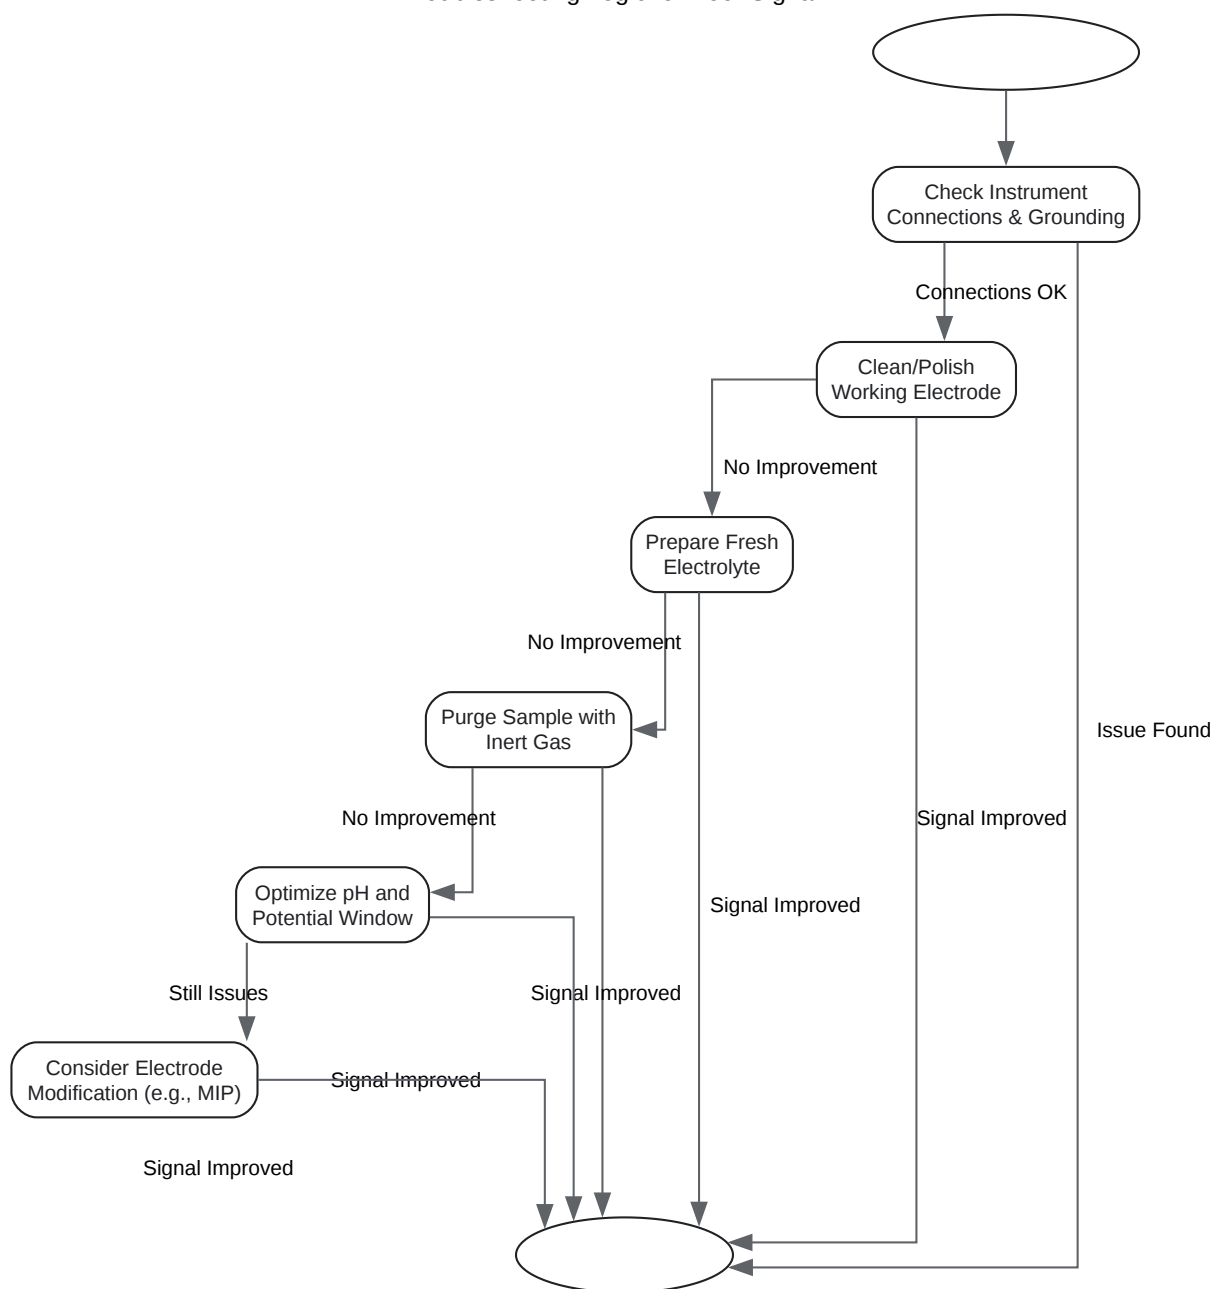 Check Instrument
Connections & Grounding
Connections OK
Clean/Polish
Working Electrode
No Improvement
Prepare Fresh
Electrolyte
No Improvement
Purge Sample with
Inert Gas
Issue Found
No Improvement
Signal Improved
Optimize pH and
Potential Window
Signal Improved
Still Issues
Signal Improved
Consider Electrode
Modification (e.g., MIP)
Signal Improved
Signal Improved